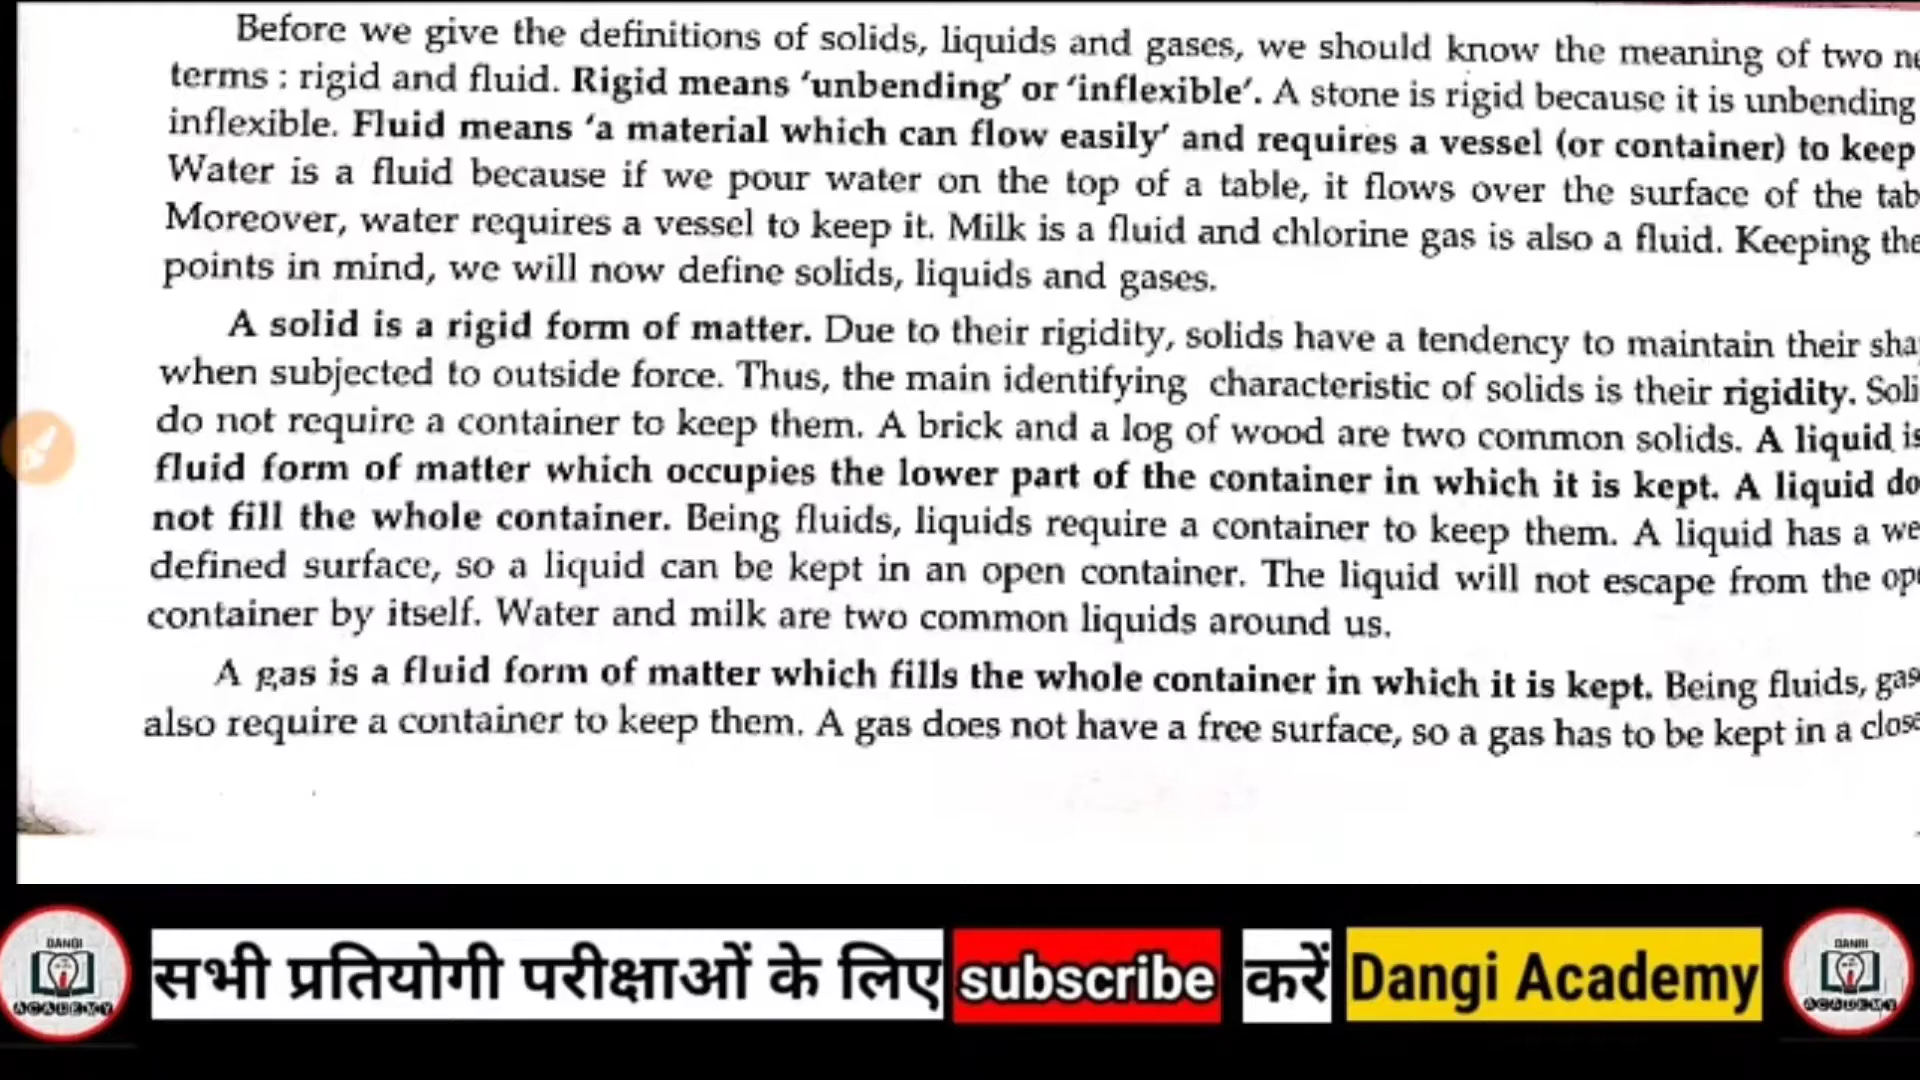 Before we give the definitions of solids, liquids and gases, we should know the meaning of two
terms : rigid and fluid. Rigid means ‘unbending’ or ‘inflexible’. A stone is rigid because it is unbending
inflexible. Fluid means ‘a material which can flow easily’ and requires a vessel (or container) to keep
Water is a fluid because if we pour water on the top of a table, it flows over the surface of the tab
Moreover, water requires a vessel to keep it. Milk is a fluid and chlorine gas is also a fluid. Keeping the
points in mind, we will now define solids, liquids and gases.
A solid is a rigid form of matter. Due to their rigidity, solids have a tendency to maintain their sha
when subjected to outside force. Thus, the main identifying characteristic of solids is their rigidity. Soli
do not require a container to keep them. A brick and a log of wood are two common solids. A liquid is
fluid form of matter which occupies the lower part of the container in which it is kept. A liquid do
not fill the whole container. Being fluids, liquids require a container to keep them. A liquid has a we
defined surface, so a liquid can be kept in an open container. The liquid will not escape from the op
container by itself. Water and milk are two common liquids around us.
A gas is a fluid form of matter which fills the whole container in which it is kept. Being fluids, gas
also require a container to keep them. A gas does not have a free surface, so a gas has to be kept in a close
DANGI
ACADEMY
सभी प्रतियोगी परीक्षाओं के लिए subscribe करें Dangi Academy
DANGI
ACADEMY